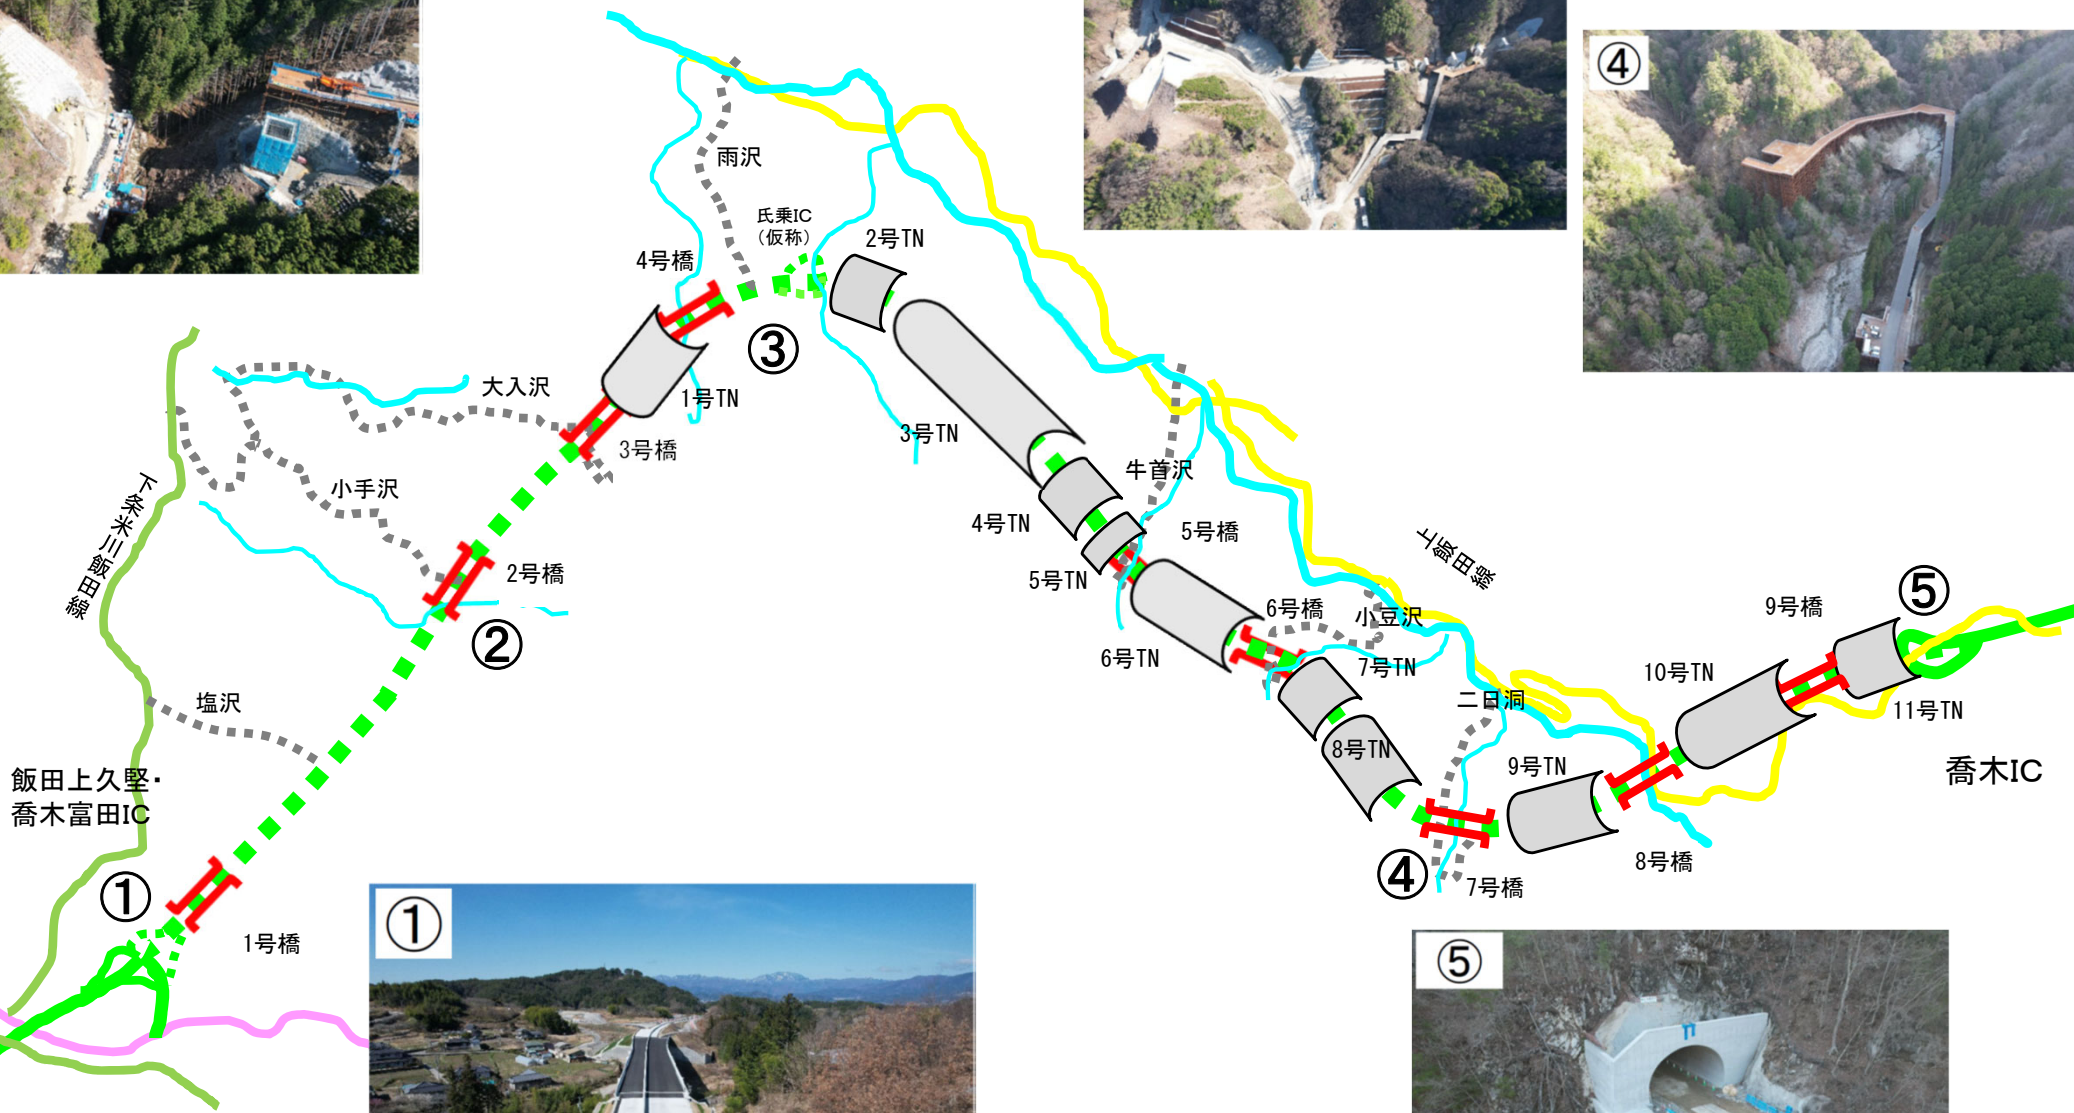 ④
雨沢
氏乗IC
（仮称）
2号TN
4号橋
③
1号TN
大入沢
3号橋
3号TN
小手沢
下条米川飯田線
牛首沢
4号TN
5号橋
上飯田線
2号橋
5号TN
②
6号橋
小豆沢
9号橋
⑤
6号TN
7号TN
10号TN
塩沢
二日洞
11号TN
8号TN
9号TN
喬木IC
飯田上久堅・
喬木富田IC
8号橋
①
④
7号橋
1号橋
①
⑤